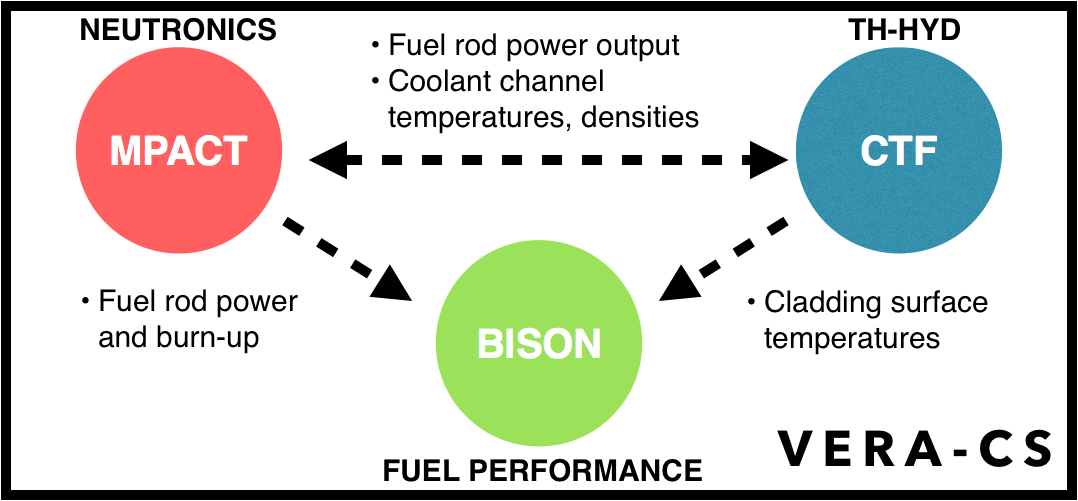 NEUTRONICS
TH-HYD
• Fuel rod power output
• Coolant channel
temperatures, densities
MPACT
CTF
• Fuel rod power
and burn-up
BISON
• Cladding surface
temperatures
FUEL PERFORMANCE
VERA-CS